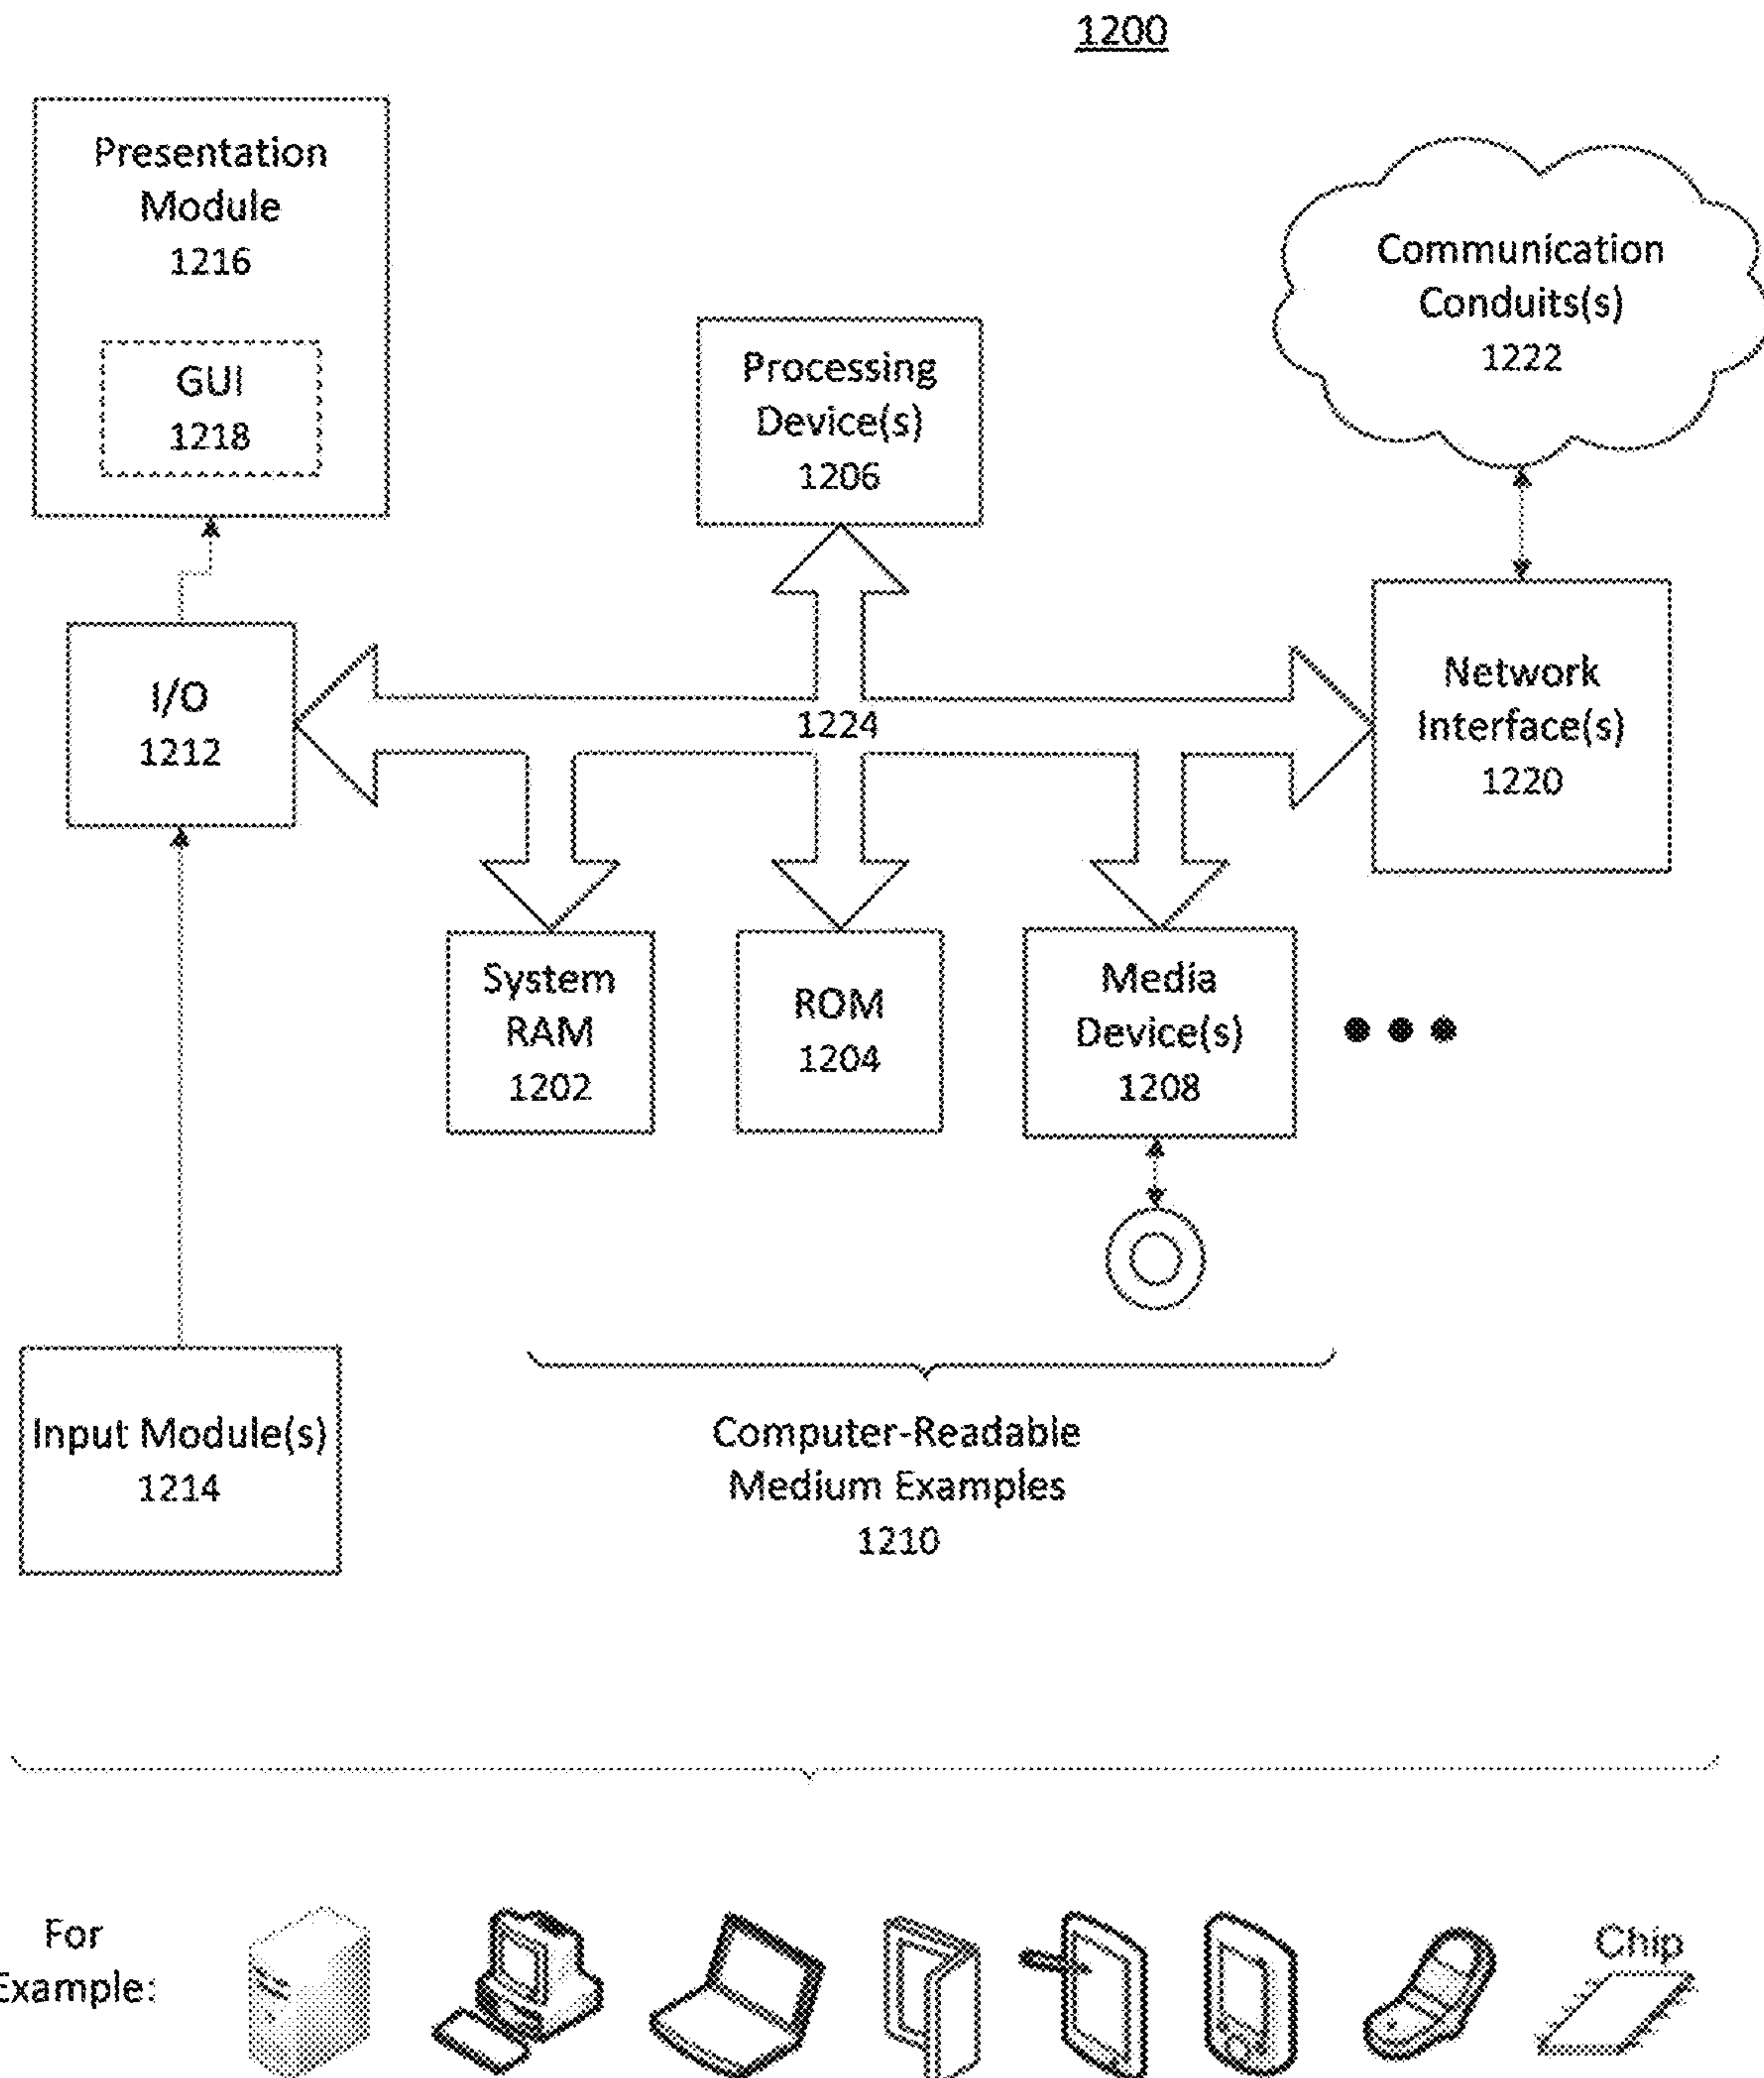 1200
Presentation
Module
1216
GUI
1218
Processing
Device(s)
1206
Communication
Conduits(s)
1222
I/O
1212
1224
Network
Interface(s)
1220
System
RAM
1202
ROM
1204
Media
Device(s)
1208
Input Module(s)
1214
Computer-Readable
Medium Examples
1210
For
Example:
Chip